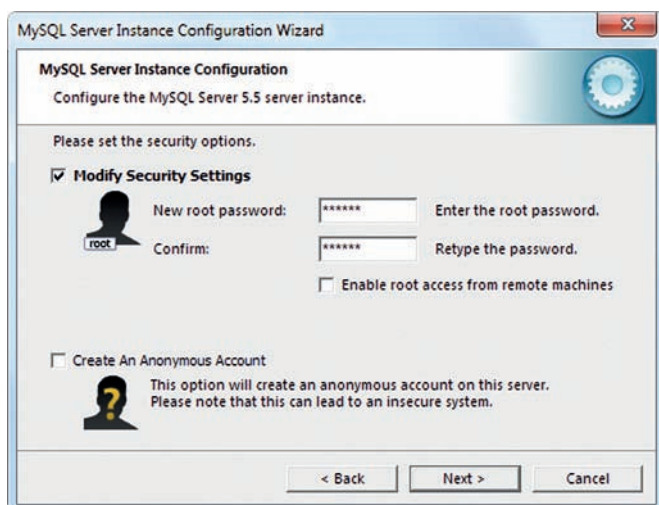 MySQL Server Instance Configuration Wizard
MySQL Server Instance Configuration
Configure the MySQL Server 5.5 server instance.
Please set the security options.
Modify Security Settings
root
New root password: ****** Enter the root password.
Confirm: ****** Retype the password.
Enable root access from remote machines
Create An Anonymous Account
?
This option will create an anonymous account on this server.
Please note that this can lead to an insecure system.
< Back Next > Cancel